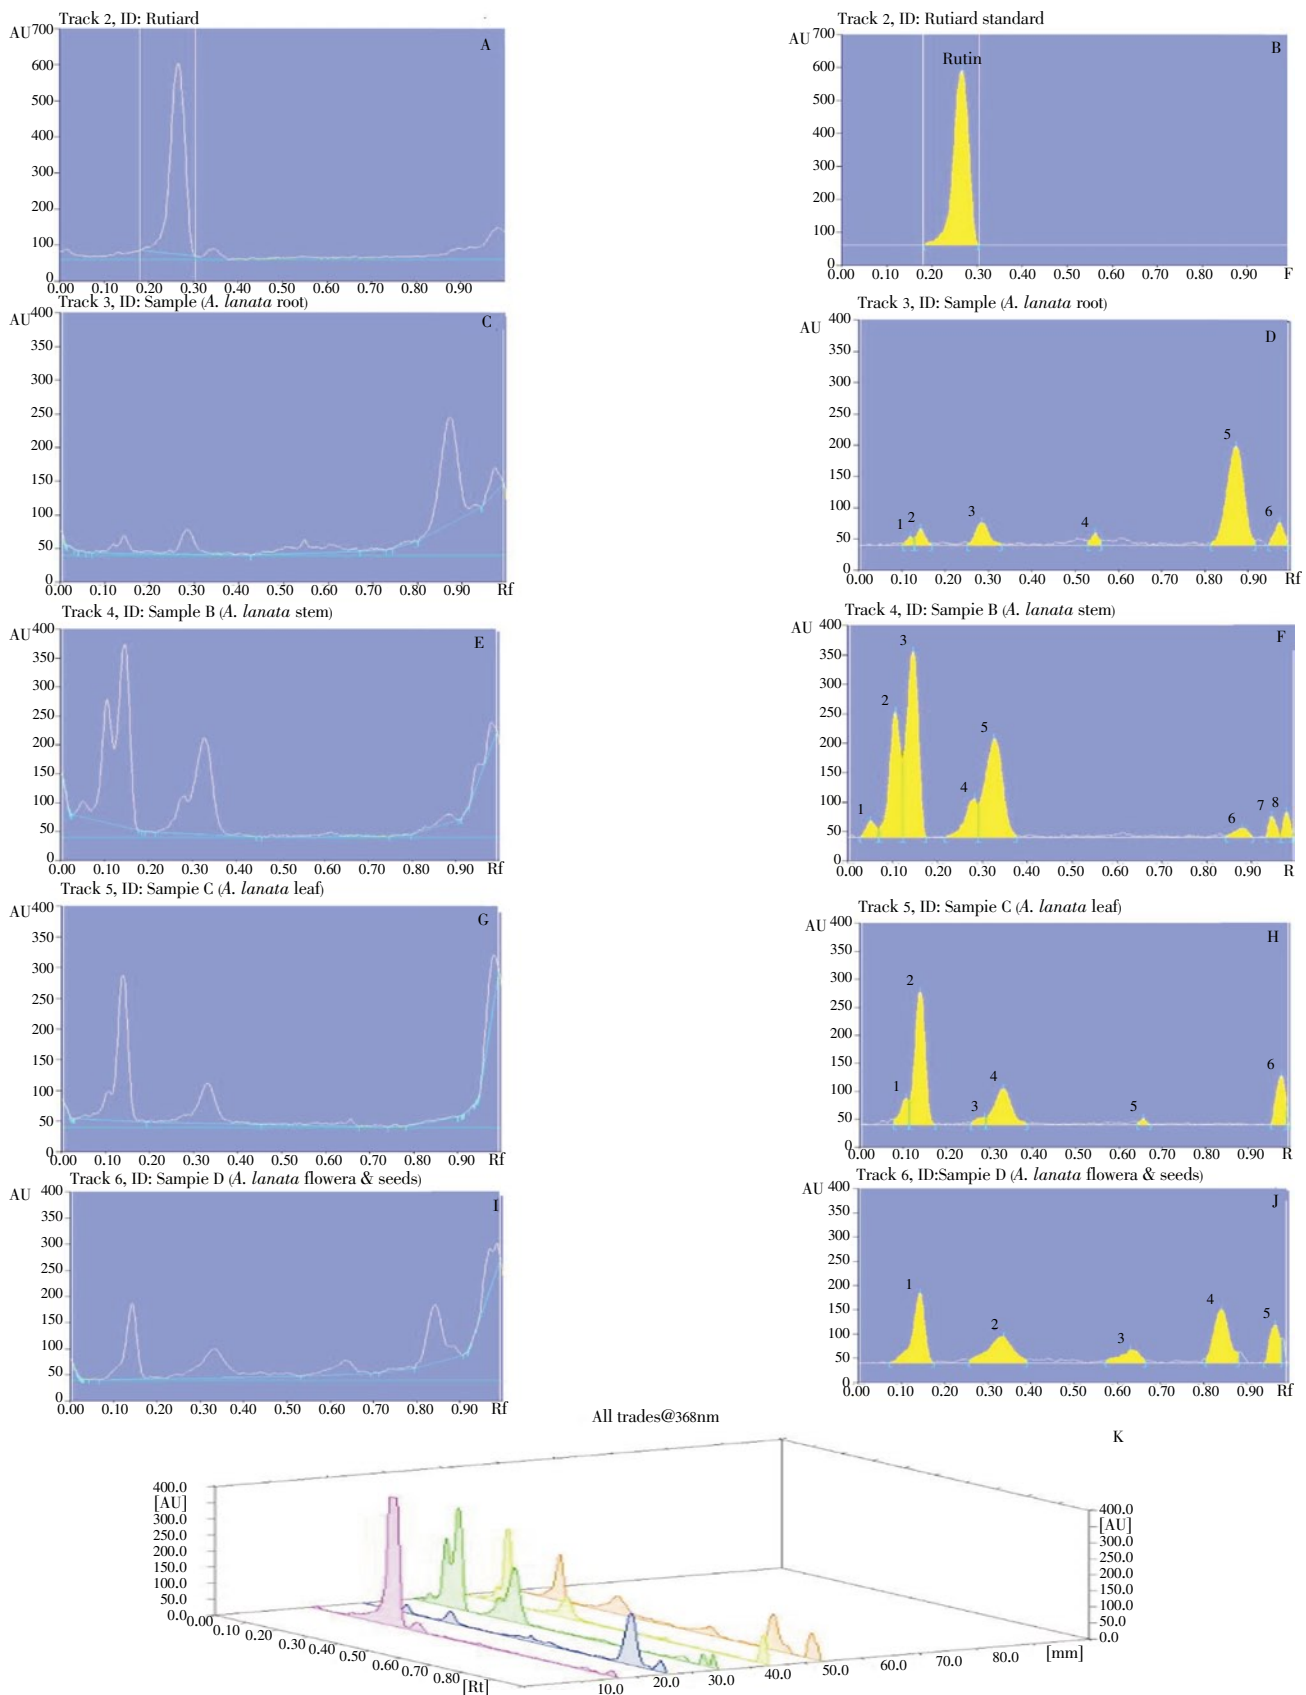 Track 2, ID: Rutiard
AU 700
A
600
500
400
300
200
100
0
0.00 0.10 0.20 0.30 0.40 0.50 0.60 0.70 0.80 0.90
Track 2, ID: Rutiard standard
AU 700
B
Rutin
600
500
400
300
200
100
0
0.00 0.10 0.20 0.30 0.40 0.50 0.60 0.70 0.80 0.90 F
Track 3, ID: Sample (A. lanata root)
AU 400
C
350
300
250
200
150
100
50
0
0.00 0.10 0.20 0.30 0.40 0.50 0.60 0.70 0.80 0.90 Rf
Track 3, ID: Sample (A. lanata root)
AU 400
D
350
300
250
200
150
100
50
0
1 2 3 4 5 6
0.00 0.10 0.20 0.30 0.40 0.50 0.60 0.70 0.80 0.90 Rf
Track 4, ID: Sample B (A. lanata stem)
AU 400
E
350
300
250
200
150
100
50
0
0.00 0.10 0.20 0.30 0.40 0.50 0.60 0.70 0.80 0.90 Rf
Track 4, ID: Sampie B (A. lanata stem)
AU 400
F
350
300
250
200
150
100
50
0
1 2 3 4 5 6 7 8
0.00 0.10 0.20 0.30 0.40 0.50 0.60 0.70 0.80 0.90 R
Track 5, ID: Sampie C (A. lanata leaf)
AU 400
G
350
300
250
200
150
100
50
0
0.00 0.10 0.20 0.30 0.40 0.50 0.60 0.70 0.80 0.90 Rf
Track 5, ID: Sampie C (A. lanata leaf)
AU 400
H
350
300
250
200
150
100
50
0
1 2 3 4 5 6
0.00 0.10 0.20 0.30 0.40 0.50 0.60 0.70 0.80 0.90 R
Track 6, ID: Sampie D (A. lanata flowera & seeds)
AU 400
I
350
300
250
200
150
100
50
0
0.00 0.10 0.20 0.30 0.40 0.50 0.60 0.70 0.80 0.90 Rf
Track 6, ID:Sampie D (A. lanata flowera & seeds)
AU 400
J
350
300
250
200
150
100
50
0
1 2 3 4 5
0.00 0.10 0.20 0.30 0.40 0.50 0.60 0.70 0.80 0.90 Rf
All trades@368nm
K
400.0
[AU]
350.0
300.0
250.0
200.0
150.0
100.0
50.0
0.0
0.00 0.10 0.20 0.30 0.40 0.50 0.60 0.70 0.80 [Rt]
10.0 20.0 30.0 40.0 50.0 60.0 70.0 80.0 [mm]
400.0
[AU]
300.0
250.0
200.0
150.0
100.0
50.0
0.0